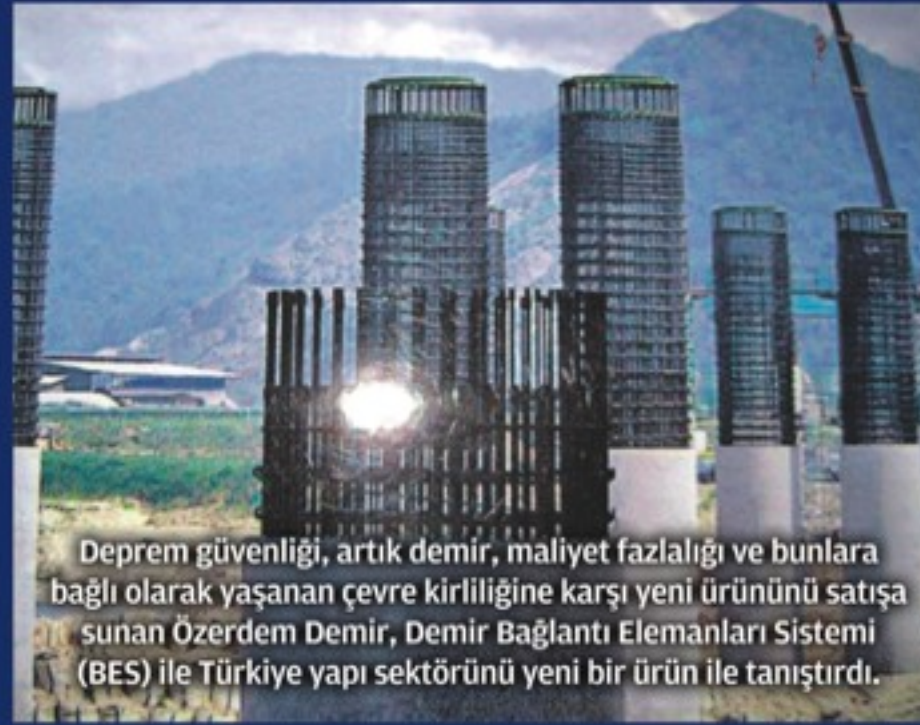 Deprem güvenliği, artık demir, maliyet fazlalığı ve bunlara
bağlı olarak yaşanan çevre kirliliğine karşı yeni ürününü satışa
sunan Özerdem Demir, Demir Bağlantı Elemanları Sistemi
(BES) ile Türkiye yapı sektörünü yeni bir ürün ile tanıştırdı.